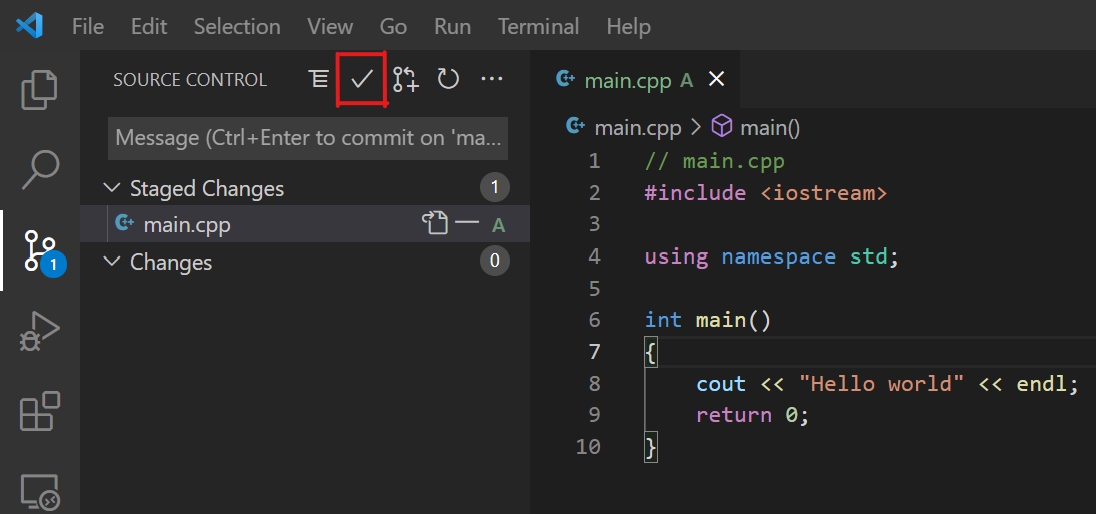 File Edit Selection View Go Run Terminal Help
SOURCE CONTROL
Message (Ctrl+Enter to commit on 'ma...
Staged Changes 1
main.cpp A
Changes 0
1
main.cpp A
main.cpp > main()
1 // main.cpp
2 #include <iostream>
3
4 using namespace std;
5
6 int main()
7 {
8 cout << "Hello world" << endl;
9 return 0;
10 }